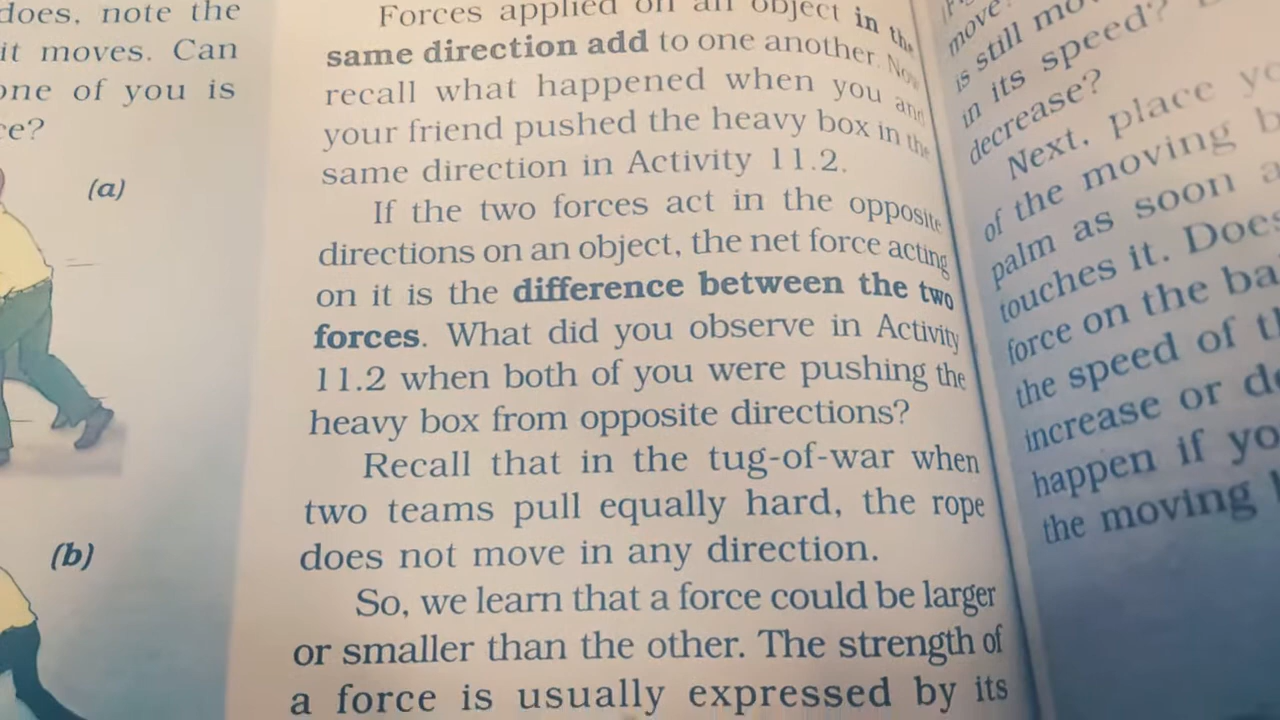 does, note the
it moves. Can
one of you is
(a)
(b)
Forces applied on an object in the
same direction add to one another. Now
recall what happened when you and
your friend pushed the heavy box in the
same direction in Activity 11.2.
If the two forces act in the opposite
directions on an object, the net force acting
on it is the difference between the two
forces. What did you observe in Activity
11.2 when both of you were pushing the
heavy box from opposite directions?
Recall that in the tug-of-war when
two teams pull equally hard, the rope
does not move in any direction.
So, we learn that a force could be larger
or smaller than the other. The strength of
a force is usually expressed by its
move
is still
in its speed?
decrease?
Next, place
of the moving
palm as soon
touches it. Does
force on the
the speed of
increase or
happen if
the moving